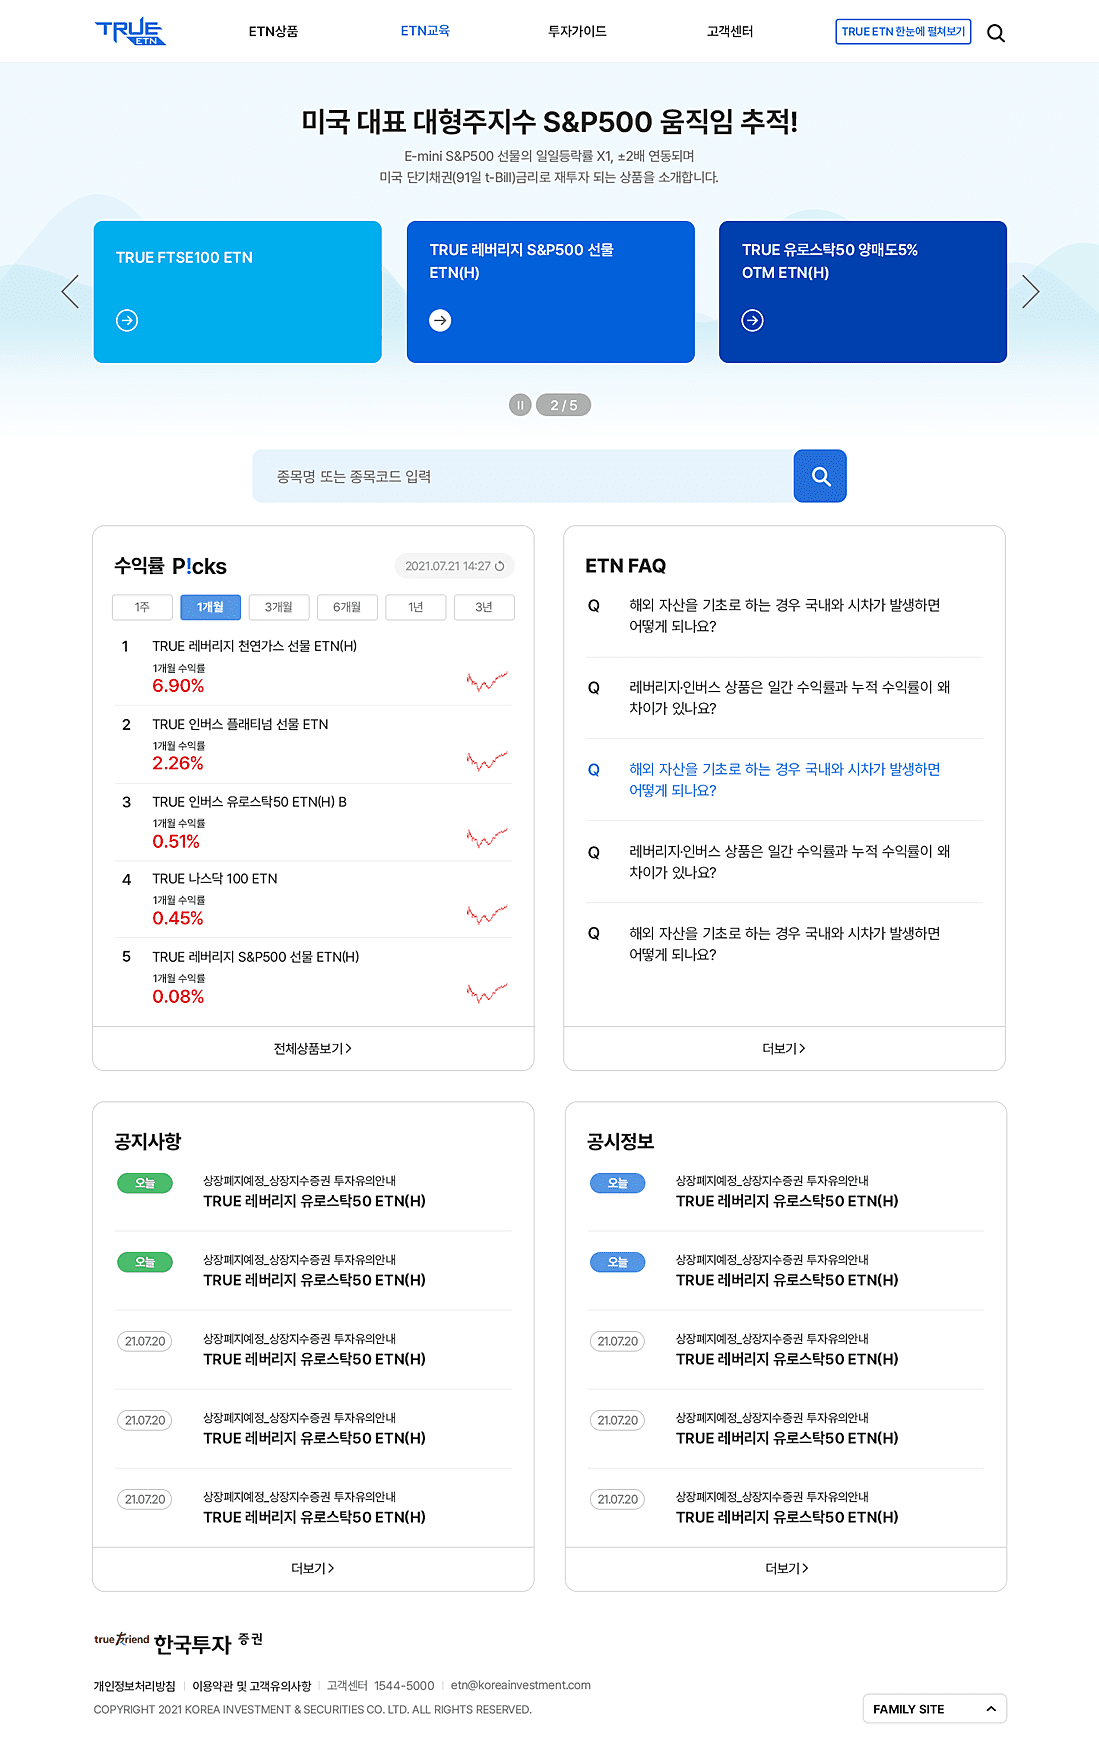 TRUE ETN
ETN상품
ETN교육
투자가이드
고객센터
TRUE ETN 한눈에 펼쳐보기
미국 대표 대형주지수 S&P500 움직임 추적!
E-mini S&P500 선물의 일일등락률 X1, ±2배 연동되며
미국 단기채권(91일 t-Bill)금리로 재투자 되는 상품을 소개합니다.
TRUE FTSE100 ETN
TRUE 레버리지 S&P500 선물
ETN(H)
TRUE 유로스탁50 양매도5%
OTM ETN(H)
2 / 5
종목명 또는 종목코드 입력
수익률 P!cks
2021.07.21 14:27
1주
1개월
3개월
6개월
1년
3년
1 TRUE 레버리지 천연가스 선물 ETN(H)
1개월 수익률
6.90%
2 TRUE 인버스 플래티넘 선물 ETN
1개월 수익률
2.26%
3 TRUE 인버스 유로스탁50 ETN(H) B
1개월 수익률
0.51%
4 TRUE 나스닥 100 ETN
1개월 수익률
0.45%
5 TRUE 레버리지 S&P500 선물 ETN(H)
1개월 수익률
0.08%
전체상품보기
ETN FAQ
Q 해외 자산을 기초로 하는 경우 국내와 시차가 발생하면
어떻게 되나요?
Q 레버리지·인버스 상품은 일간 수익률과 누적 수익률이 왜
차이가 있나요?
Q 해외 자산을 기초로 하는 경우 국내와 시차가 발생하면
어떻게 되나요?
Q 레버리지·인버스 상품은 일간 수익률과 누적 수익률이 왜
차이가 있나요?
Q 해외 자산을 기초로 하는 경우 국내와 시차가 발생하면
어떻게 되나요?
더보기
공지사항
오늘 상장폐지예정_상장지수증권 투자유의안내
TRUE 레버리지 유로스탁50 ETN(H)
오늘 상장폐지예정_상장지수증권 투자유의안내
TRUE 레버리지 유로스탁50 ETN(H)
21.07.20 상장폐지예정_상장지수증권 투자유의안내
TRUE 레버리지 유로스탁50 ETN(H)
21.07.20 상장폐지예정_상장지수증권 투자유의안내
TRUE 레버리지 유로스탁50 ETN(H)
21.07.20 상장폐지예정_상장지수증권 투자유의안내
TRUE 레버리지 유로스탁50 ETN(H)
더보기
공시정보
오늘 상장폐지예정_상장지수증권 투자유의안내
TRUE 레버리지 유로스탁50 ETN(H)
오늘 상장폐지예정_상장지수증권 투자유의안내
TRUE 레버리지 유로스탁50 ETN(H)
21.07.20 상장폐지예정_상장지수증권 투자유의안내
TRUE 레버리지 유로스탁50 ETN(H)
21.07.20 상장폐지예정_상장지수증권 투자유의안내
TRUE 레버리지 유로스탁50 ETN(H)
21.07.20 상장폐지예정_상장지수증권 투자유의안내
TRUE 레버리지 유로스탁50 ETN(H)
더보기
true友riend 한국투자 증권
개인정보처리방침 | 이용약관 및 고객유의사항 | 고객센터 1544-5000 | etn@koreainvestment.com
COPYRIGHT 2021 KOREA INVESTMENT & SECURITIES CO. LTD. ALL RIGHTS RESERVED.
FAMILY SITE